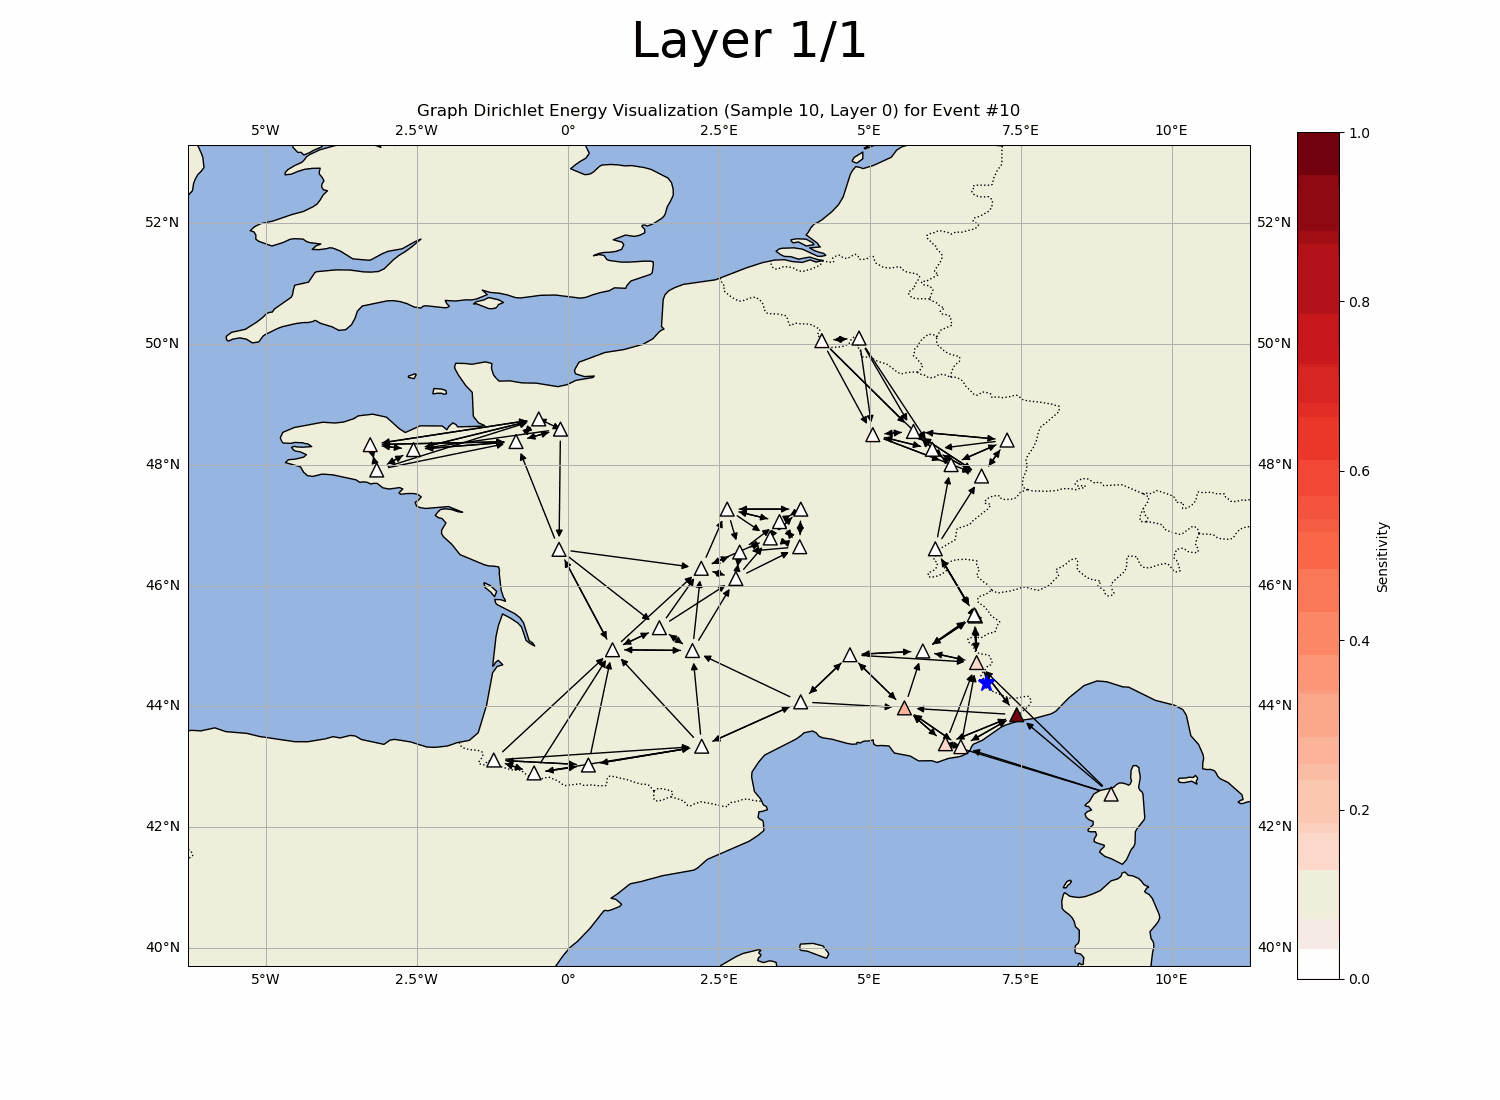 Layer 1/1
Graph Dirichlet Energy Visualization (Sample 10, Layer 0) for Event #10
5°W 2.5°W 0° 2.5°E 5°E 7.5°E 10°E
1.0
52°N 52°N
0.8
50°N 50°N
48°N 48°N
0.6
Sensitivity
46°N 46°N
0.4
44°N 44°N
0.2
42°N 42°N
40°N 40°N
0.0
5°W 2.5°W 0° 2.5°E 5°E 7.5°E 10°E